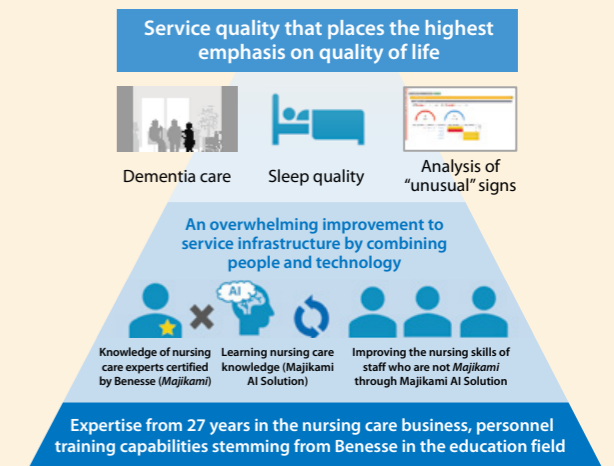 Service quality that places the highest
emphasis on quality of life
Dementia care
Sleep quality
Analysis of
“unusual” signs
An overwhelming improvement to
service infrastructure by combining
people and technology
AI
Knowledge of nursing
care experts certified
by Benesse (Majikami)
Learning nursing care
knowledge (Majikami
AI Solution)
Improving the nursing skills of
staff who are not Majikami
through Majikami AI Solution
Expertise from 27 years in the nursing care business, personnel
training capabilities stemming from Benesse in the education field